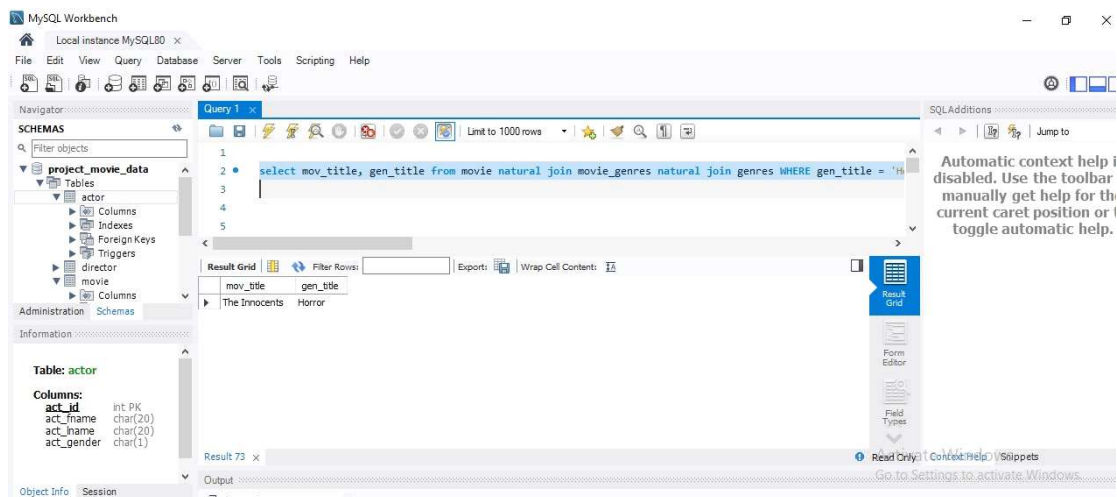 MySQL Workbench
Local instance MySQL80 ×
File Edit View Query Database Server Tools Scripting Help
Navigator
SCHEMAS
Filter objects
project_movie_data
Tables
actor
Columns
Indexes
Foreign Keys
Triggers
director
movie
Columns
Administration Schemas
Information
Table: actor
Columns:
act_id int PK
act_fname char(20)
act_lname char(20)
act_gender char(1)
Object Info Session
Query 1 ×
Limit to 1000 rows
1
2 select mov_title, gen_title from movie natural join movie_genres natural join genres WHERE gen_title =
3
4
5
Result Grid Filter Rows: Export: Wrap Cell Content:
mov_title gen_title
The Innocents Horror
Result Grid
Form Editor
Field Types
Result 73 ×
Read Only
Output
SQLAdditions
Jump to
Automatic context help
disabled. Use the toolbar
manually get help for
current caret position or
toggle automatic help.
Context Help Snippets
Activate Windows
Go to Settings to activate Windows.